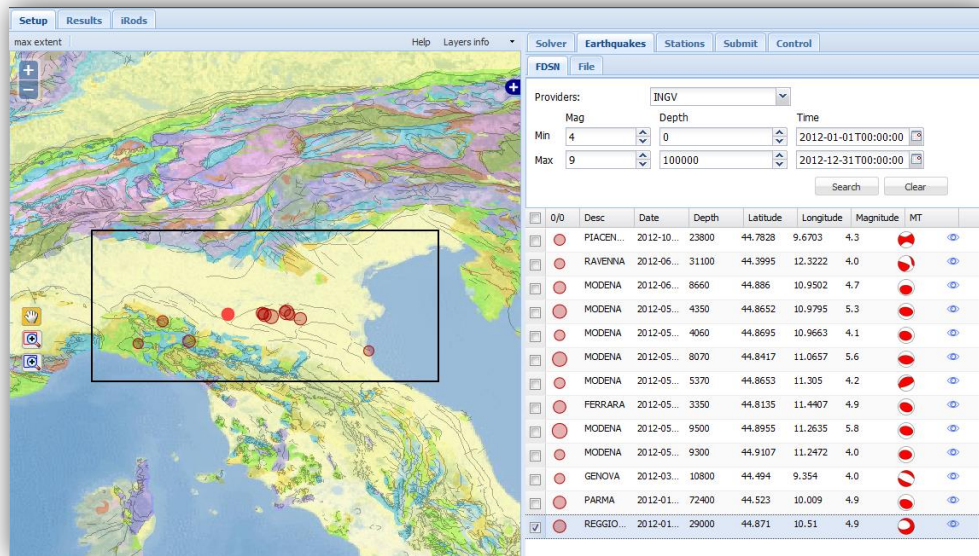 Setup Results iRods
max extent Help Layers info
Solver Earthquakes Stations Submit Control
FDSN File
Providers: INGV
Mag Depth Time
Min 4 0 2012-01-01T00:00:00
Max 9 100000 2012-12-31T00:00:00
Search Clear
0/0 Desc Date Depth Latitude Longitude Magnitude MT
PIACEN... 2012-10... 23800 44.7828 9.6703 4.3
RAVENNA 2012-06... 31100 44.3995 12.3222 4.0
MODENA 2012-06... 8660 44.886 10.9502 4.7
MODENA 2012-05... 4350 44.8652 10.9795 5.3
MODENA 2012-05... 4060 44.8695 10.9663 4.1
MODENA 2012-05... 8070 44.8417 11.0657 5.6
MODENA 2012-05... 5370 44.8653 11.305 4.2
FERRARA 2012-05... 3350 44.8135 11.4407 4.9
MODENA 2012-05... 9500 44.8955 11.2635 5.8
MODENA 2012-05... 9300 44.9107 11.2472 4.0
GENOVA 2012-03... 10800 44.494 9.354 4.0
PARMA 2012-01... 72400 44.523 10.009 4.9
REGGIO... 2012-01... 29000 44.871 10.51 4.9